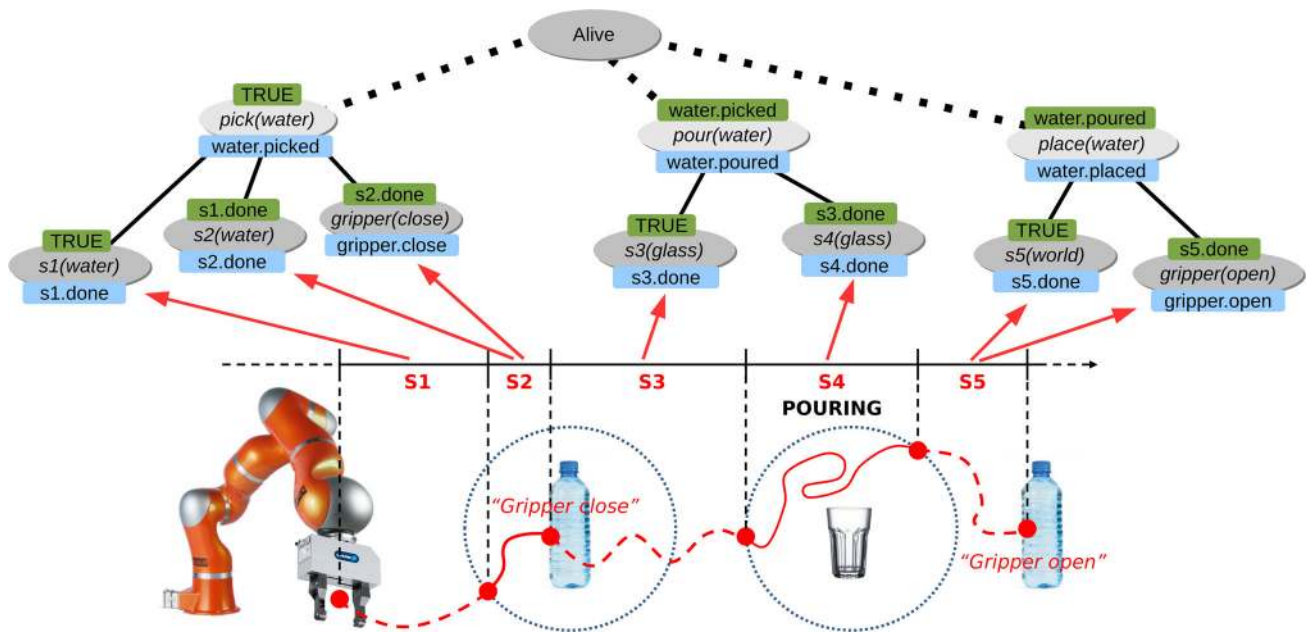 Alive
TRUE
pick(water)
water.picked
water.picked
pour(water)
water.poured
water.poured
place(water)
water.placed
TRUE
s1(water)
s1.done
s1.done
s2(water)
s2.done
s2.done
gripper(close)
gripper.close
TRUE
s3(glass)
s3.done
s3.done
s4(glass)
s4.done
TRUE
s5(world)
s5.done
s5.done
gripper(open)
gripper.open
S1 S2 S3 S4 S5
POURING
“Gripper close”
“Gripper open”